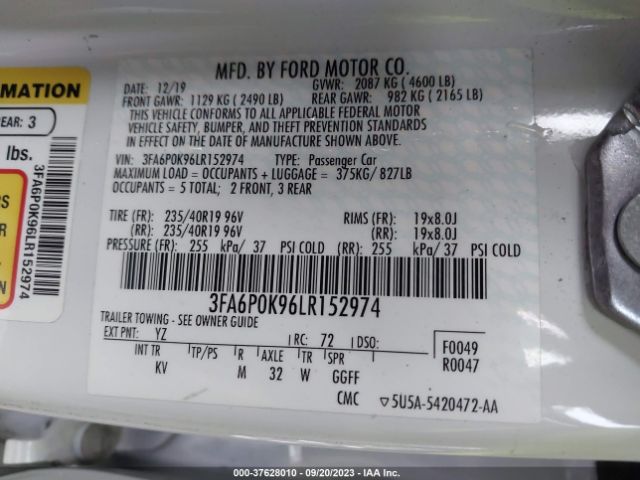 MFD. BY FORD MOTOR CO.
DATE: 12/19 GVWR: 2087 KG ( 4600 LB)
FRONT GAWR: 1129 KG ( 2490 LB) REAR GAWR: 982 KG ( 2165 LB)
THIS VEHICLE CONFORMS TO ALL APPLICABLE FEDERAL MOTOR
VEHICLE SAFETY, BUMPER, AND THEFT PREVENTION STANDARDS
IN EFFECT ON THE DATE OF MANUFACTURE SHOWN ABOVE.
VIN: 3FA6P0K96LR152974 TYPE: Passenger Car
MAXIMUM LOAD = OCCUPANTS + LUGGAGE = 375KG/ 827LB
OCCUPANTS = 5 TOTAL; 2 FRONT, 3 REAR
TIRE (FR): 235/40R19 96V RIMS (FR): 19x8.0J
(RR): 235/40R19 96V (RR): 19x8.0J
PRESSURE (FR): 255 kPa/ 37 PSI COLD (RR): 255 kPa/ 37 PSI COLD
3FA6P0K96LR152974
TRAILER TOWING - SEE OWNER GUIDE
EXT PNT: YZ RC: 72 DSO: F0049
INT TR TP/PS R AXLE TR SPR R0047
KV M 32 W GGFF
CMC ▽5U5A-5420472-AA
RMATION
REAR: 3
lbs.
3FA6P0K96LR152974
000-37628010 - 09/20/2023 - IAA Inc.